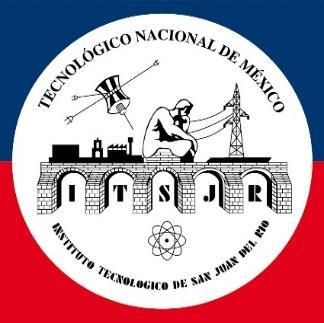 TECNOLÓGICO NACIONAL DE MÉXICO
I T S J R
INSTITUTO TECNOLOGICO DE SAN JUAN DEL RIO